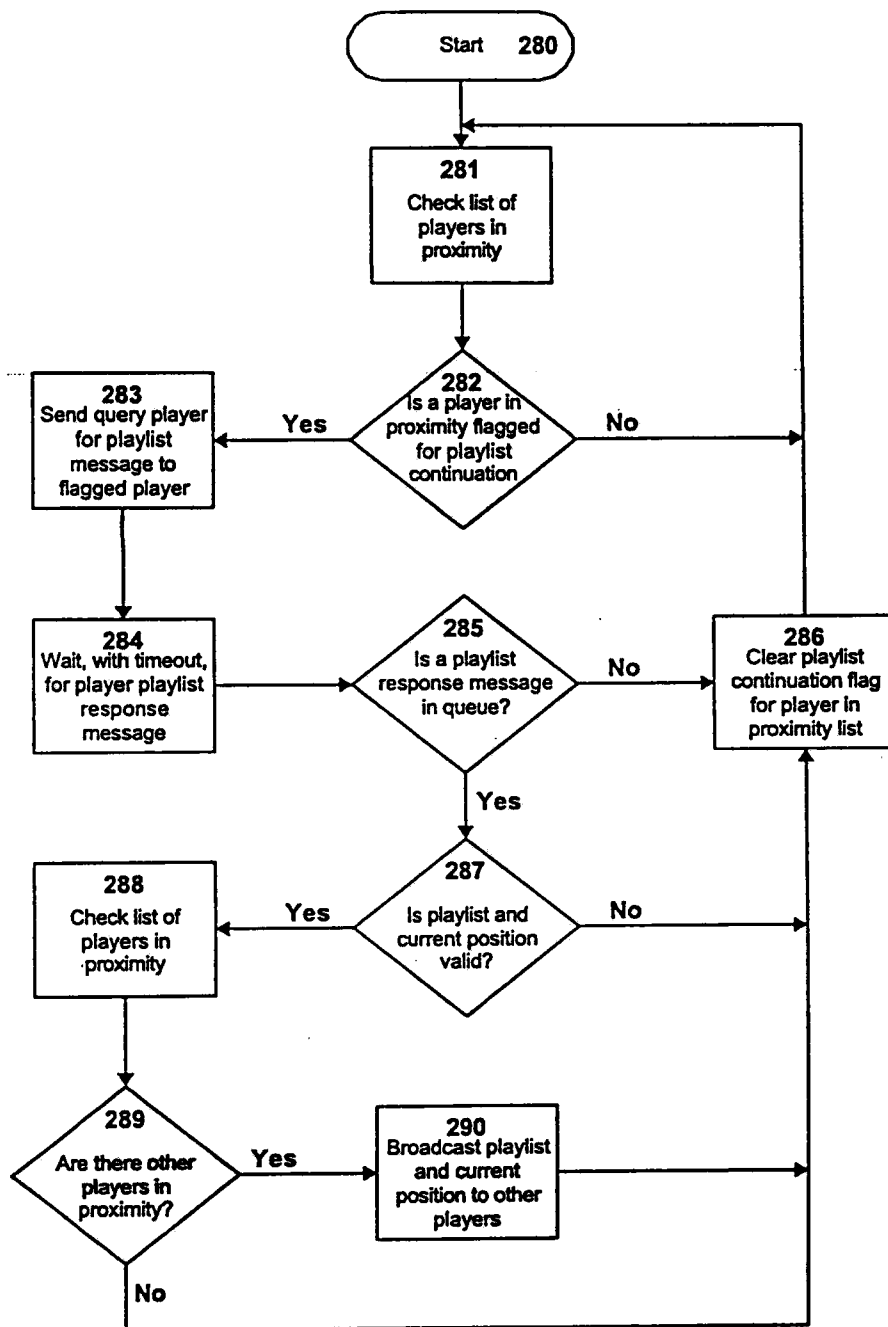 Start 280
281
Check list of
players in
proximity
282
Is a player in
proximity flagged
for playlist
continuation
Yes
No
283
Send query player
for playlist
message to
flagged player
284
Wait, with timeout,
for player playlist
response
message
285
Is a playlist
response message
in queue?
No
Yes
286
Clear playlist
continuation flag
for player in
proximity list
287
Is playlist and
current position
valid?
Yes
No
288
Check list of
players in
proximity
289
Are there other
players in
proximity?
Yes
No
290
Broadcast playlist
and current
position to other
players